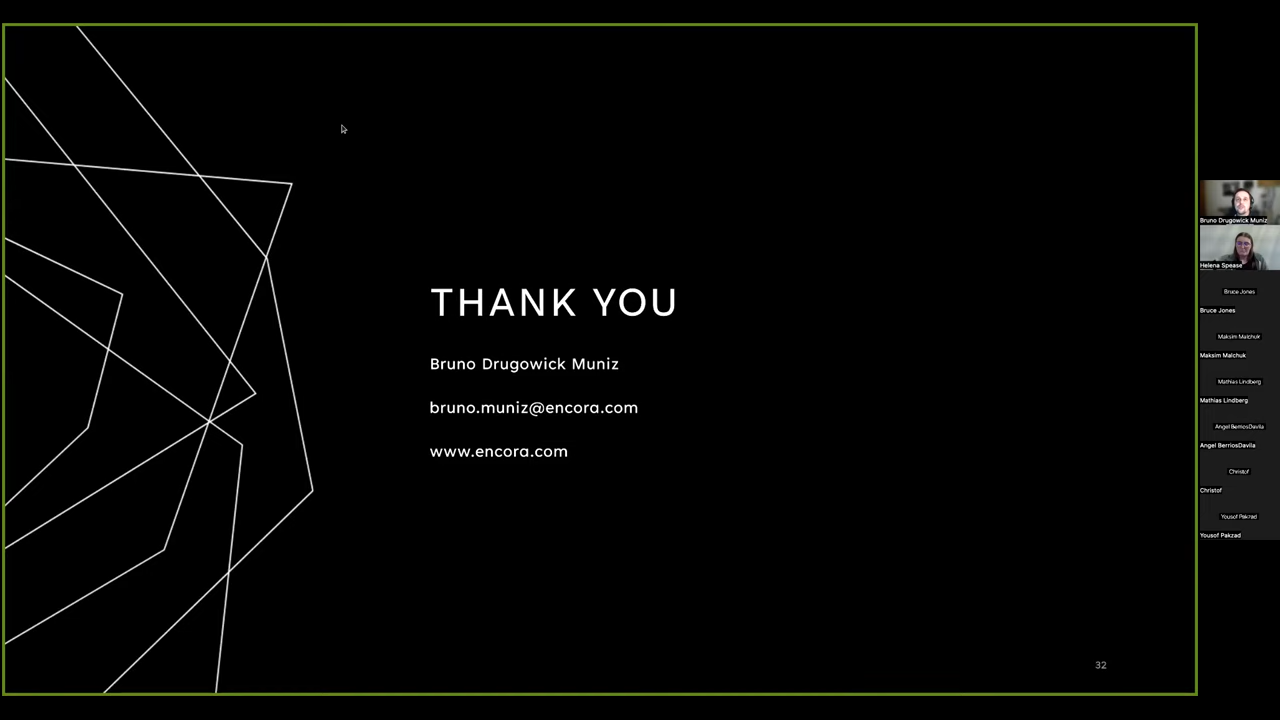 THANK YOU
Bruno Drugowick Muniz
bruno.muniz@encora.com
www.encora.com
32
Bruno Drugowick Muniz
Helena Spease
Bruce Jones
Bruce Jones
Maksim Malchuk
Maksim Malchuk
Mathias Lindberg
Mathias Lindberg
Angel BerriosDavila
Angel BerriosDavila
Christof
Christof
Yousof Pakzad
Yousof Pakzad